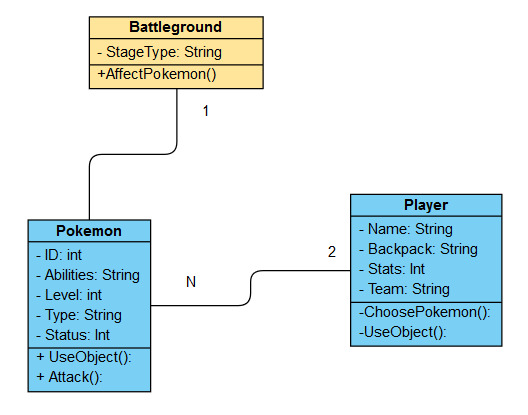 Battleground
- StageType: String
+AffectPokemon()
1
Pokemon
- ID: int
- Abilities: String
- Level: int
- Type: String
- Status: Int
+ UseObject():
+ Attack():
N
2
Player
- Name: String
- Backpack: String
- Stats: Int
- Team: String
-ChoosePokemon():
-UseObject():